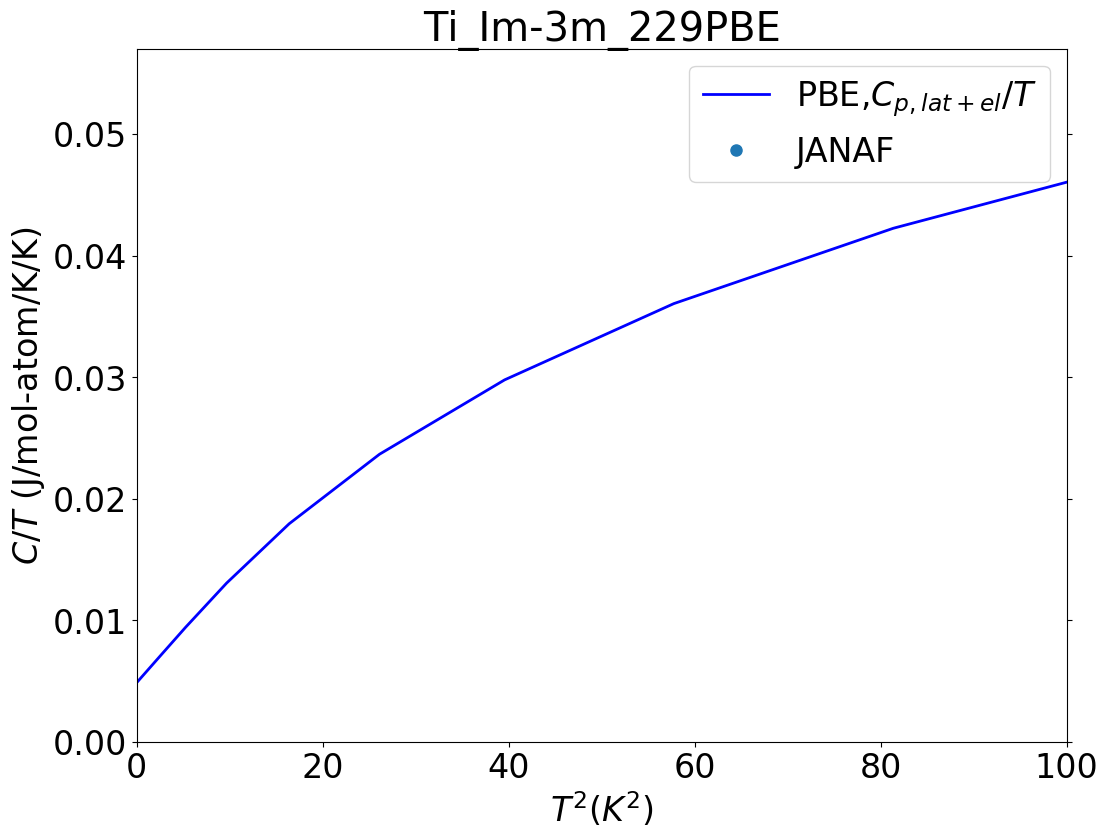 Ti_Im-3m_229PBE
PBE,$C_{p,lat+el}/T$
JANAF
0.05
0.04
0.03
0.02
0.01
0.00
$C/T$ (J/mol-atom/K/K)
0 20 40 60 80 100
$T^2(K^2)$